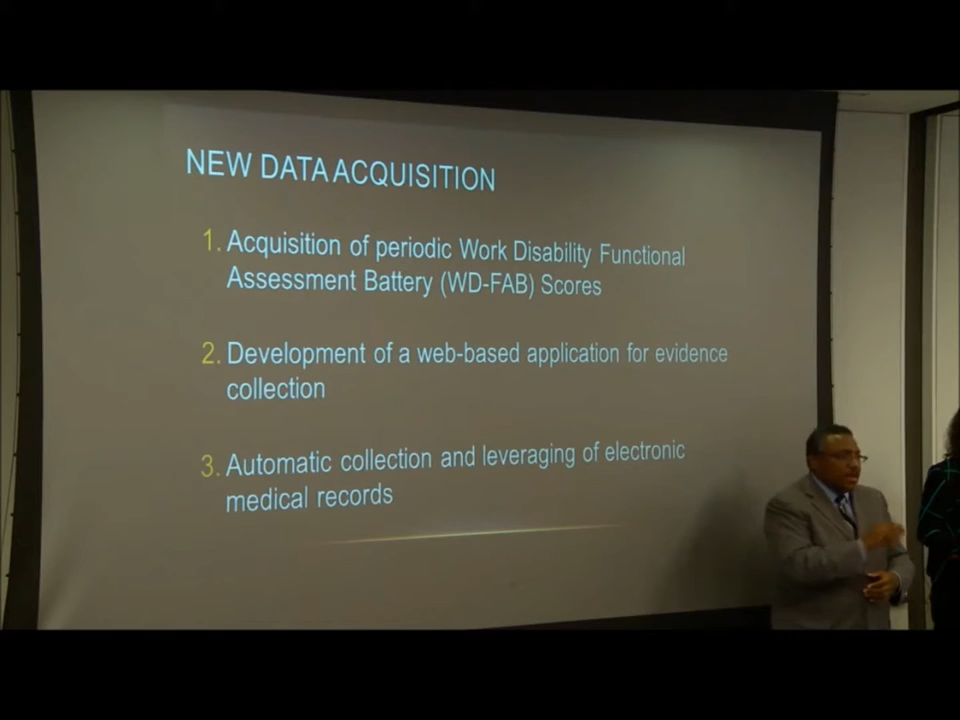 NEW DATA ACQUISITION
1. Acquisition of periodic Work Disability Functional
Assessment Battery (WD-FAB) Scores
2. Development of a web-based application for evidence
collection
3. Automatic collection and leveraging of electronic
medical records